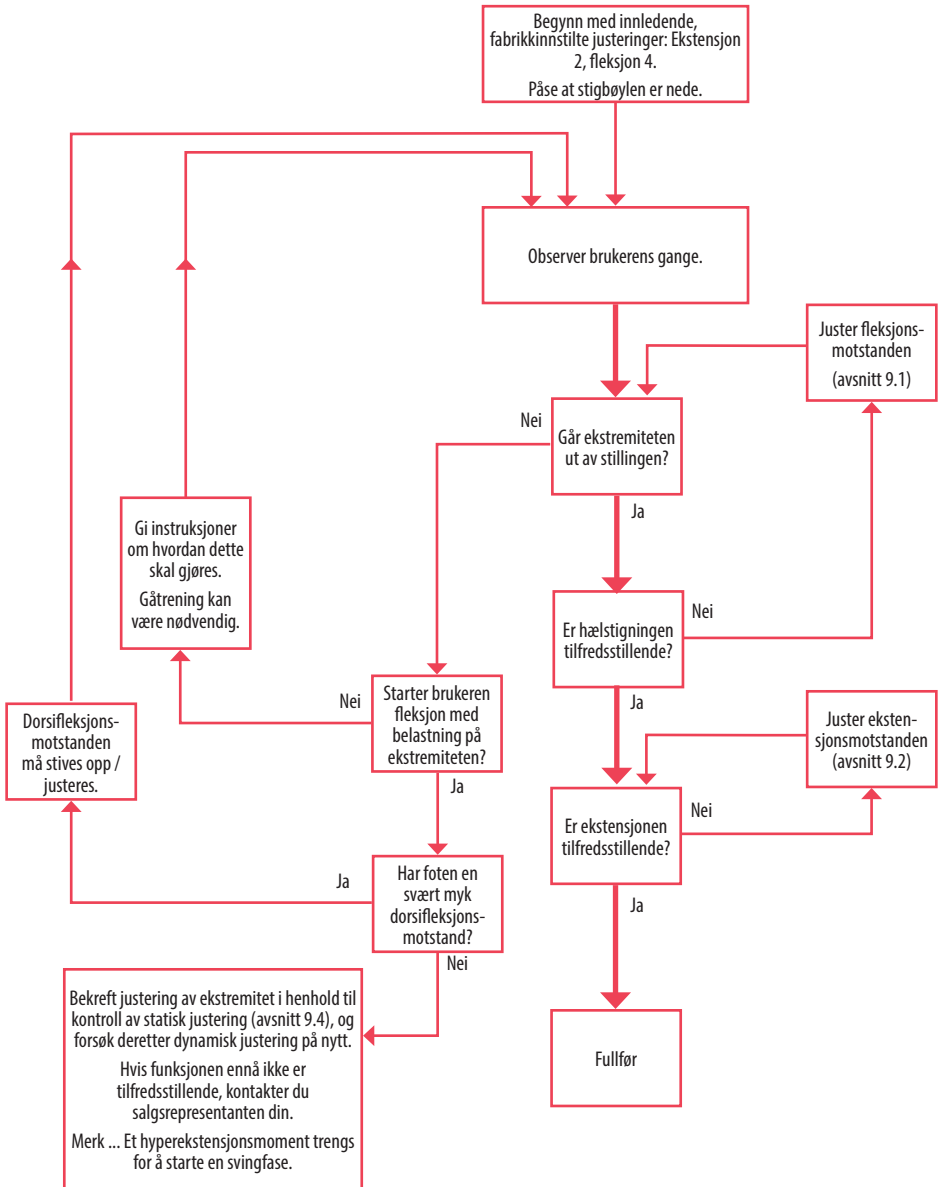 Begynn med innledende,
fabrikkinnstilte justeringer: Ekstensjon
2, fleksjon 4.
Påse at stigbøylen er nede.
Observer brukerens gange.
Juster fleksjons-
motstanden
(avsnitt 9.1)
Nei
Går ekstremiteten
ut av stillingen?
Ja
Gi instruksjoner
om hvordan dette
skal gjøres.
Gåtrening kan
være nødvendig.
Nei
Er hælstigningen
tilfredsstillende?
Ja
Nei
Starter brukeren
fleksjon med
belastning på
ekstremiteten?
Ja
Dorsifleksjons-
motstanden
må stives opp /
justeres.
Juster eksten-
sjonsmotstanden
(avsnitt 9.2)
Nei
Er ekstensjonen
tilfredsstillende?
Ja
Ja
Har foten en
svært myk
dorsifleksjons-
motstand?
Nei
Bekreft justering av ekstremitet i henhold til
kontroll av statisk justering (avsnitt 9.4), og
forsøk deretter dynamisk justering på nytt.
Hvis funksjonen ennå ikke er
tilfredsstillende, kontakter du
salgsrepresentanten din.
Merk ... Et hyperekstensjonsmoment trengs
for å starte en svingfase.
Fullfør